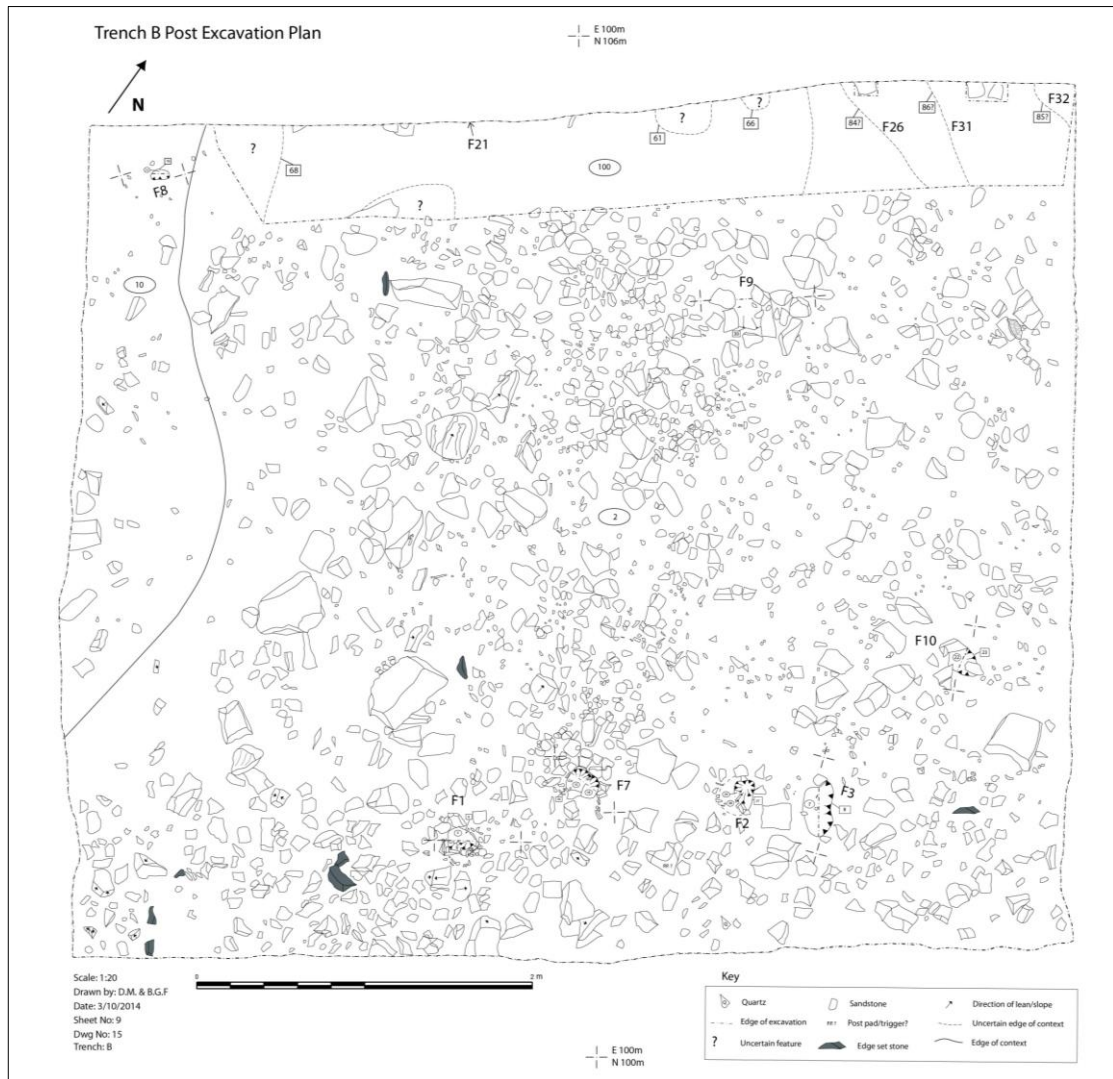 Trench B Post Excavation Plan
E 100m
N 106m
N
F8
68
F21
?
?
61
?
66
100
84?
F26
86?
F31
85?
F32
?
10
F9
2
F10
22
F1
F7
F2
F3
7
8
Scale: 1:20
Drawn by: D.M. & B.G.F
Date: 3/10/2014
Sheet No: 9
Dwg No: 15
Trench: B
0
2 m
E 100m
N 100m
Key
Quartz
Sandstone
Direction of lean/slope
Edge of excavation
Post pad/trigger?
Uncertain edge of context
? Uncertain feature
Edge set stone
Edge of context